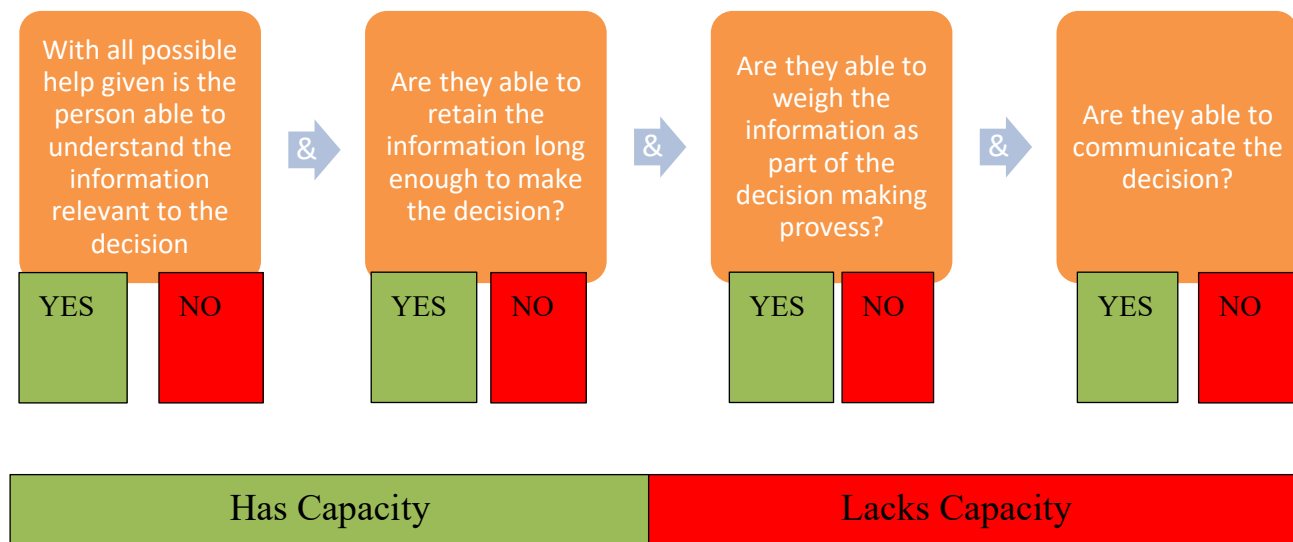 With all possible
help given is the
person able to
understand the
information
relevant to the
decision
&
Are they able to
retain the
information long
enough to make
the decision?
&
Are they able to
weigh the
information as
part of the
decision making
provess?
&
Are they able to
communicate the
decision?
YES
NO
YES
NO
YES
NO
YES
NO
Has Capacity
Lacks Capacity